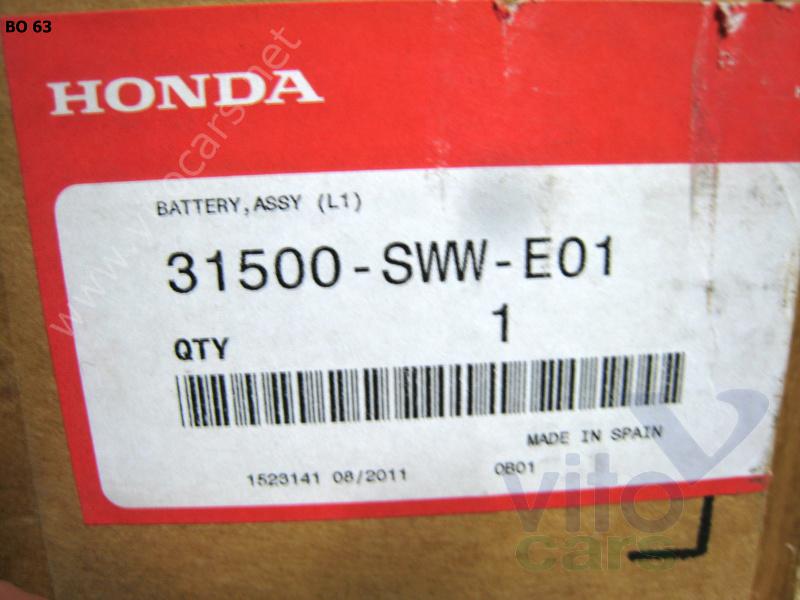 BO 63
HONDA
www.vitocars.net
BATTERY,ASSY (L1)
31500-SWW-E01
QTY 1
MADE IN SPAIN
1523141 08/2011 0B01
vito
cars